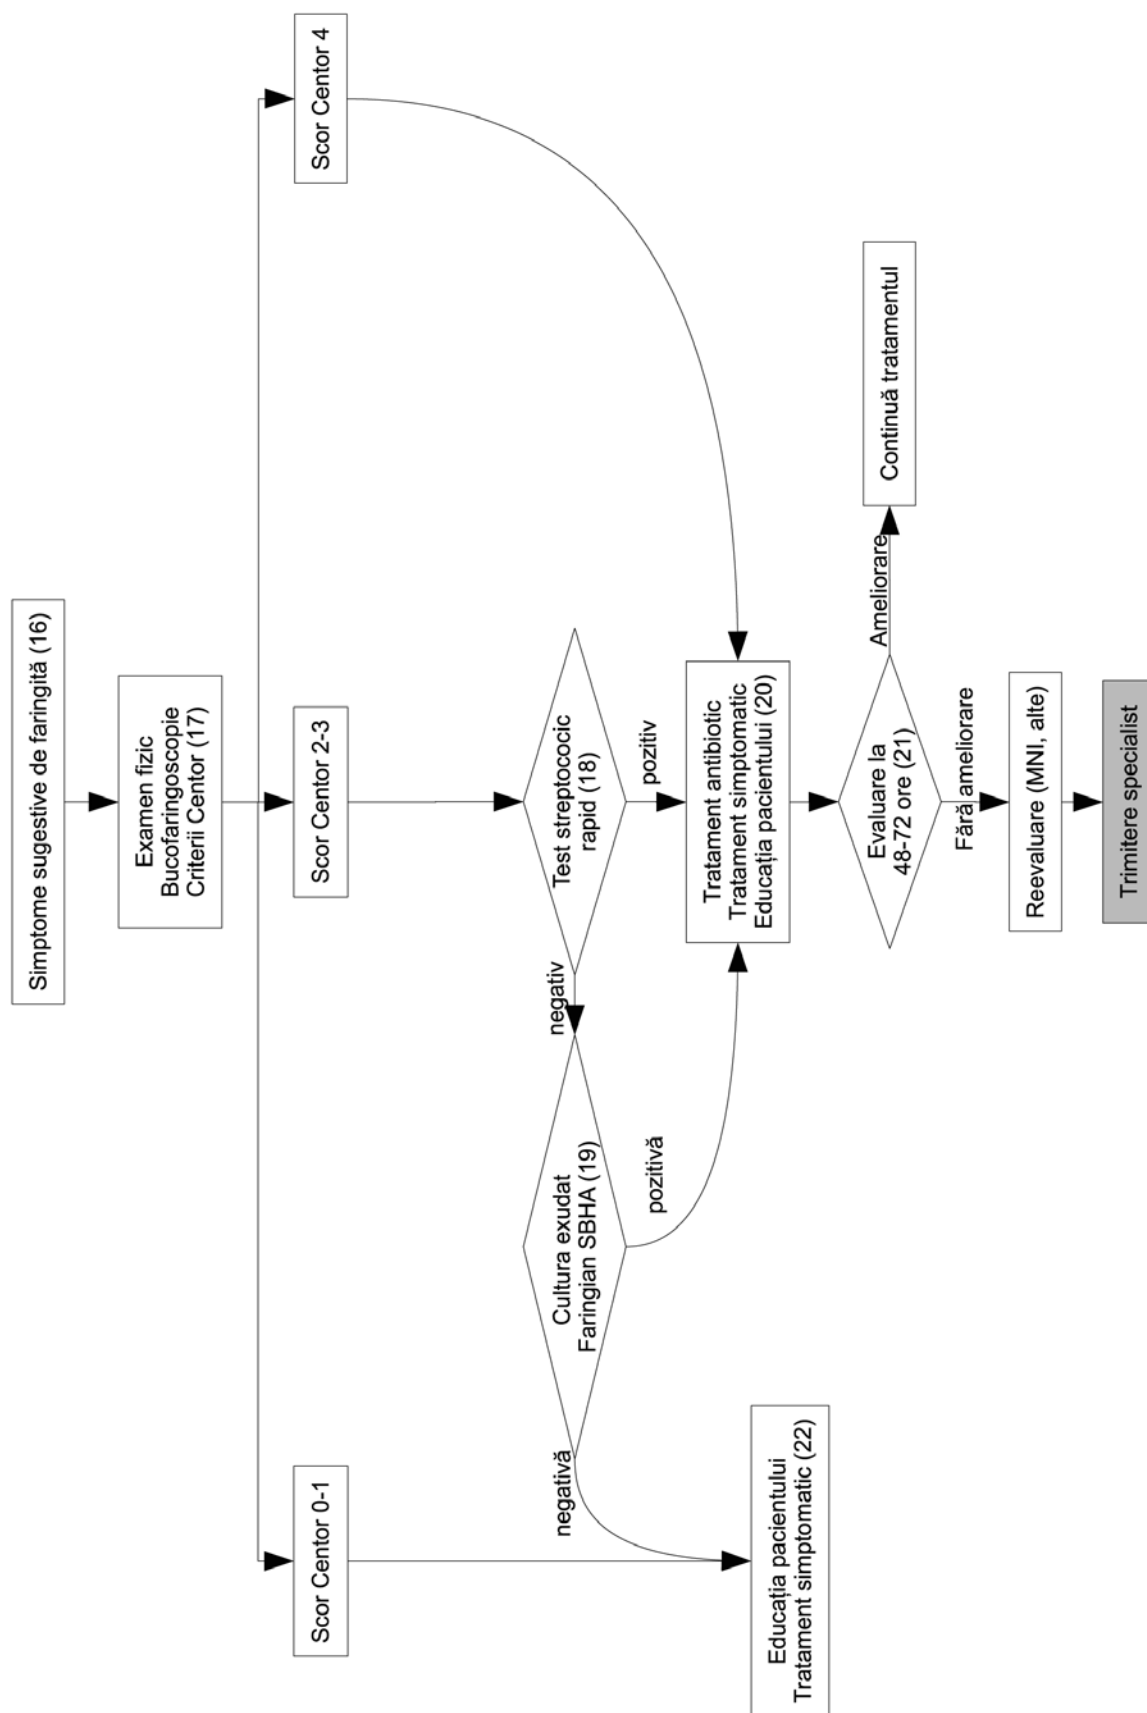 Simptome sugestive de faringită (16)
Examen fizic
Bucofaringoscopie
Criterii Centor (17)
Scor Centor 0-1
Scor Centor 2-3
Scor Centor 4
Test streptococic
rapid (18)
negativ
pozitiv
Cultura exudat
Faringian SBHA (19)
negativă
pozitivă
Tratament antibiotic
Tratament simptomatic
Educația pacientului (20)
Educația pacientului
Tratament simptomatic (22)
Evaluare la
48-72 ore (21)
Ameliorare
Continuă tratamentul
Fără ameliorare
Reevaluare (MNI, alte)
Trimitere specialist